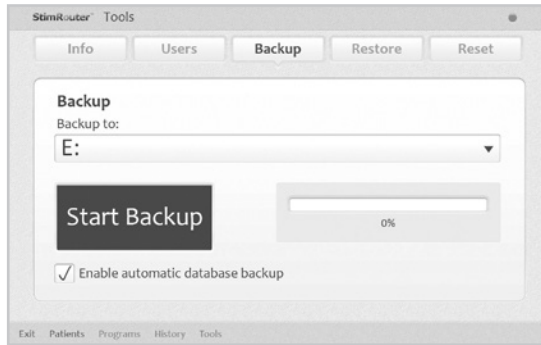 StimRouter™ Tools
Info Users Backup Restore Reset
Backup
Backup to:
E:
Start Backup
0%
Enable automatic database backup
Exit Patients Programs History Tools